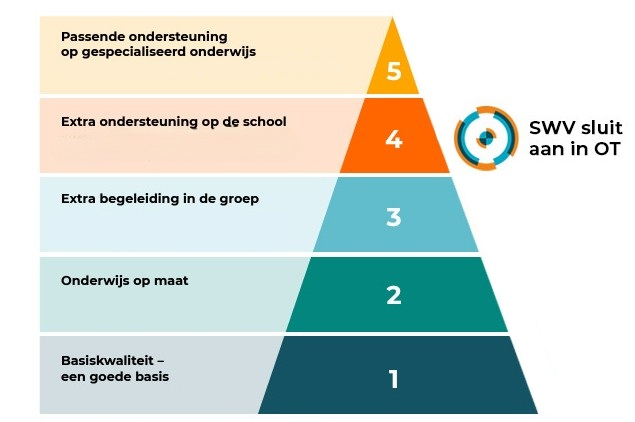 Passende ondersteuning
op gespecialiseerd onderwijs
5
Extra ondersteuning op de school
4
SWV sluit
aan in OT
Extra begeleiding in de groep
3
Onderwijs op maat
2
Basiskwaliteit –
een goede basis
1